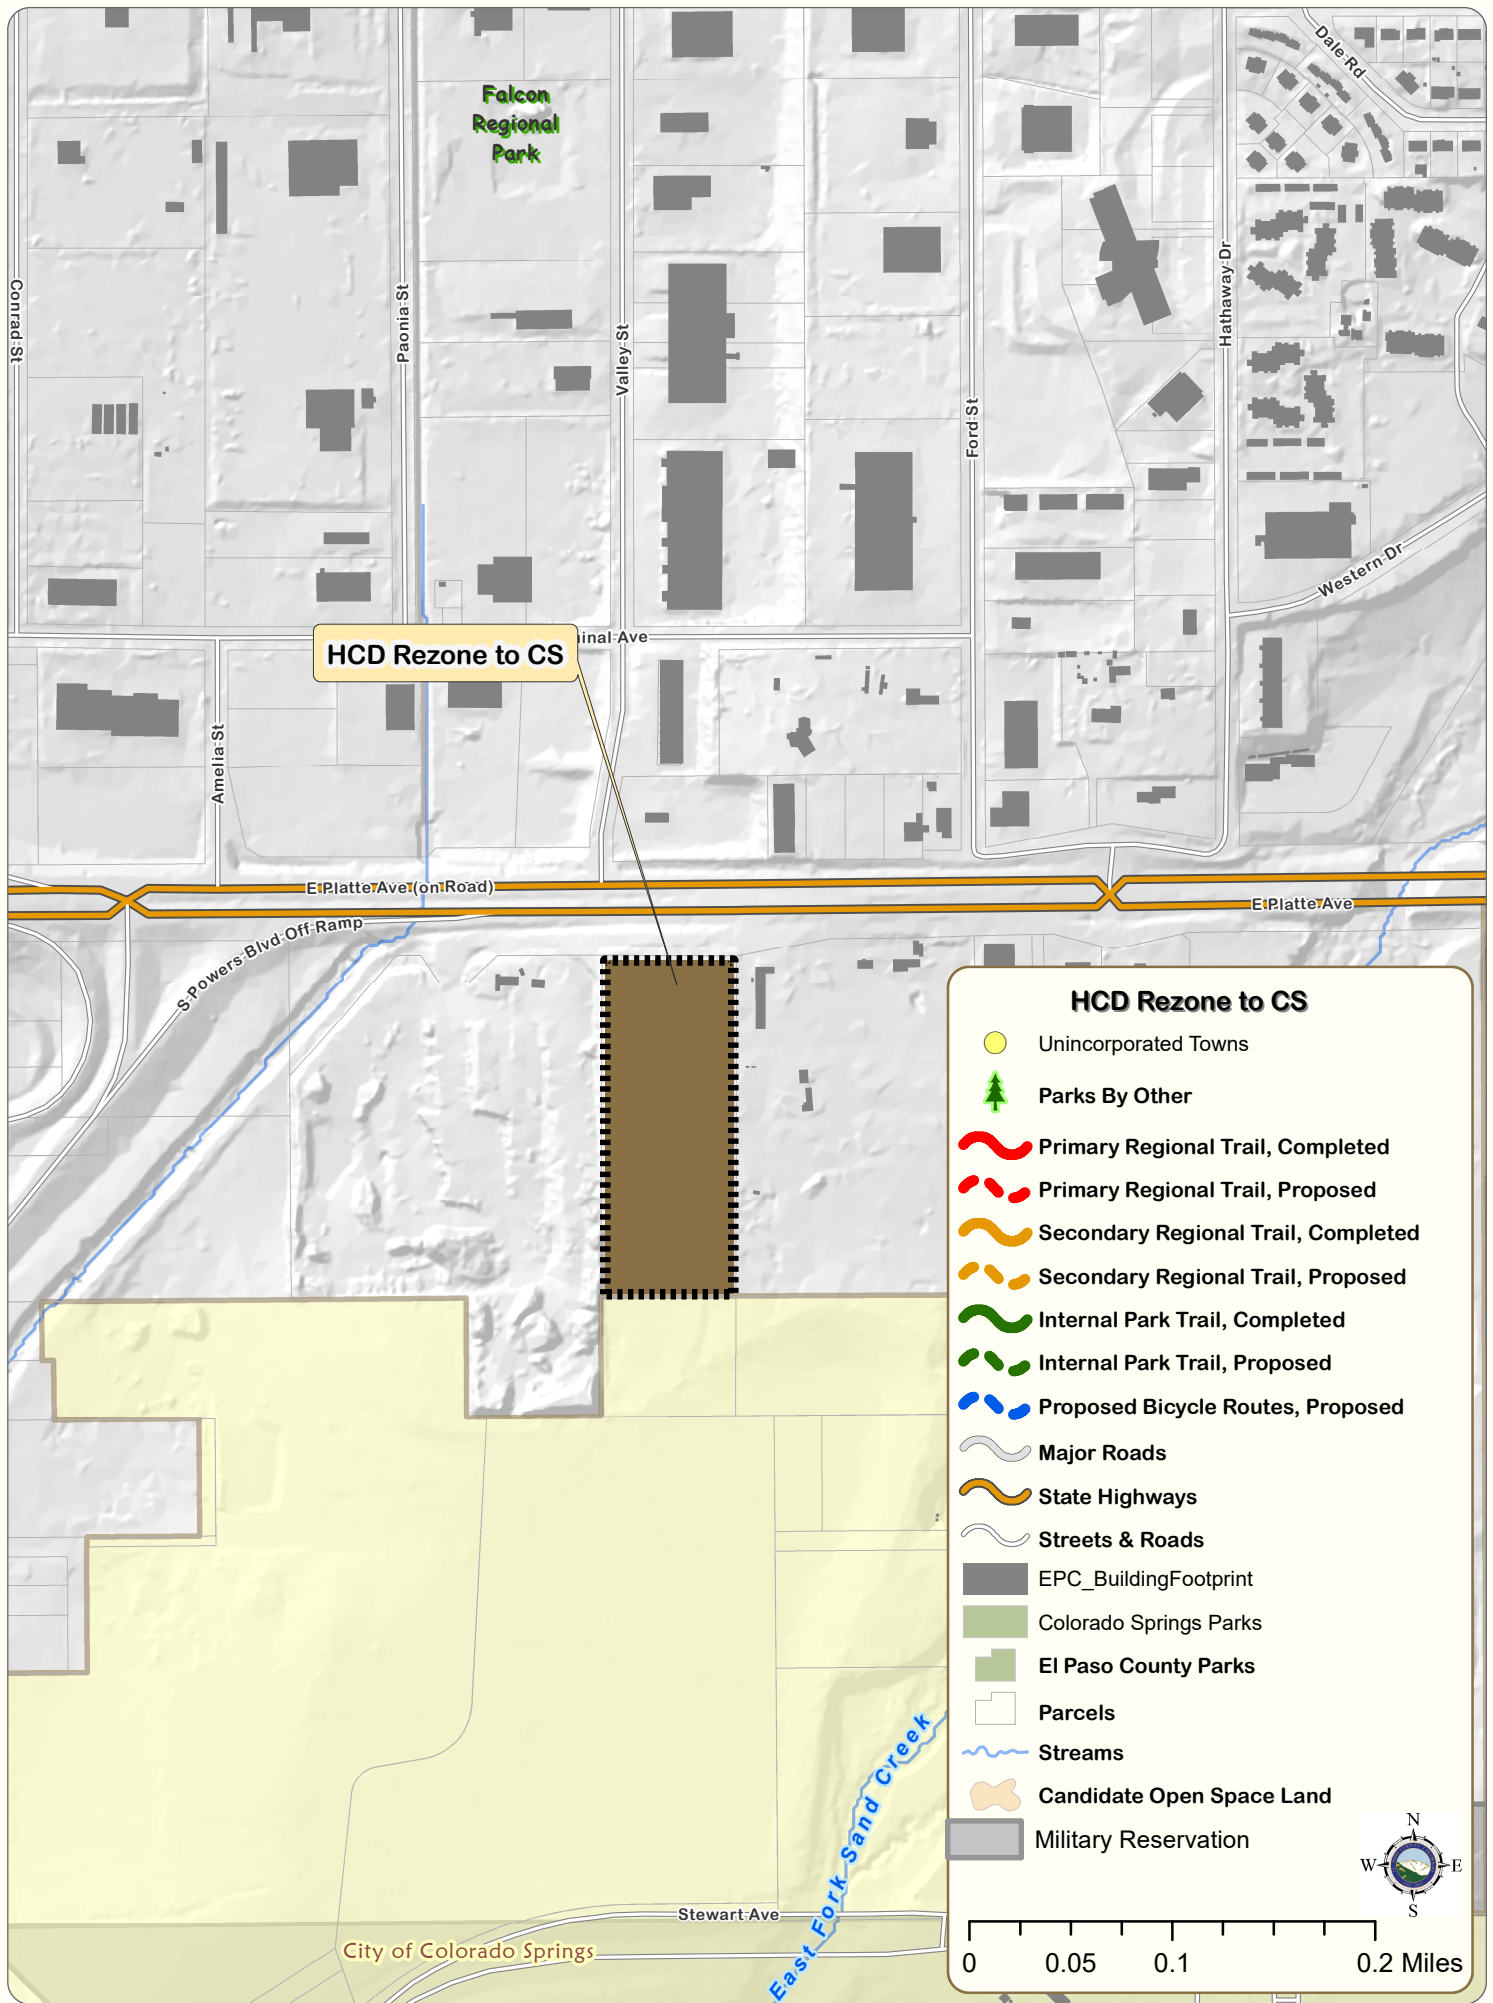 Dale Rd
Falcon
Regional
Park
Conrad St
Paonia St
Valley St
Ford St
Hathaway Dr
Western Dr
HCD Rezone to CS
Amelia St
E Platte Ave (on Road)
E Platte Ave
S Powers Blvd Off Ramp
HCD Rezone to CS
Unincorporated Towns
Parks By Other
Primary Regional Trail, Completed
Primary Regional Trail, Proposed
Secondary Regional Trail, Completed
Secondary Regional Trail, Proposed
Internal Park Trail, Completed
Internal Park Trail, Proposed
Proposed Bicycle Routes, Proposed
Major Roads
State Highways
Streets & Roads
EPC_BuildingFootprint
Colorado Springs Parks
El Paso County Parks
Parcels
Streams
Candidate Open Space Land
Military Reservation
N
W E
S
0 0.05 0.1 0.2 Miles
East Fork Sand Creek
Stewart Ave
City of Colorado Springs